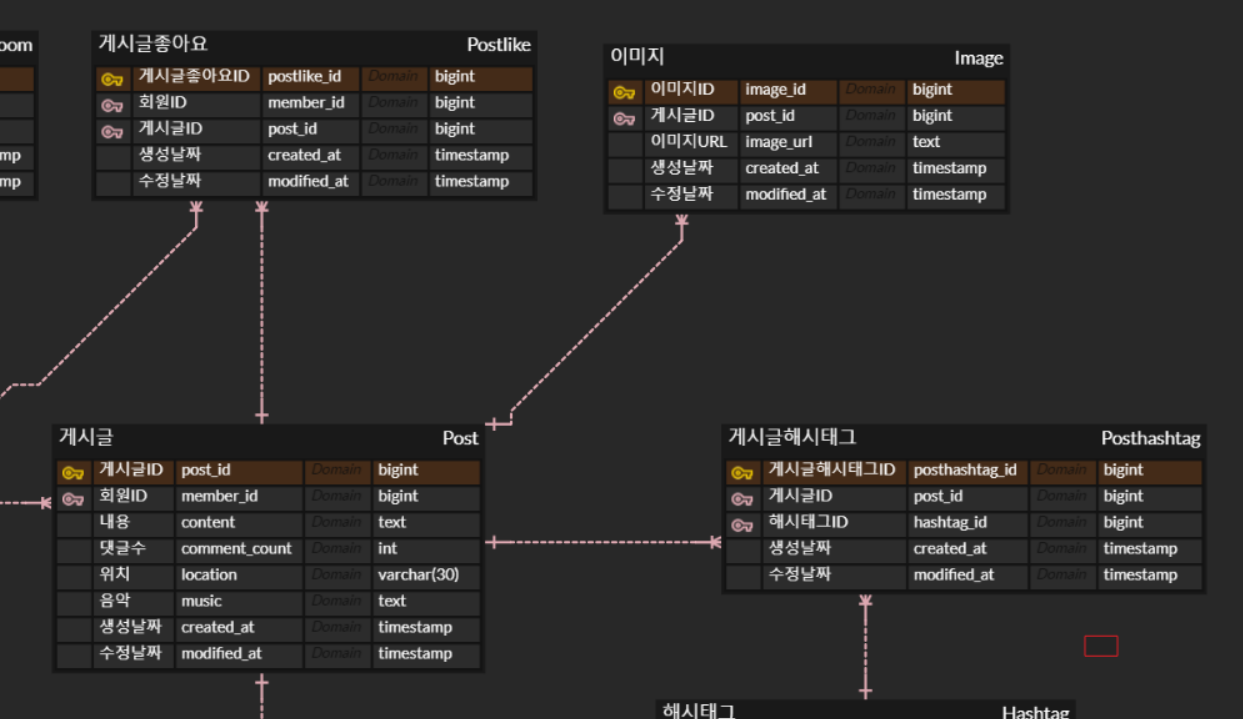 oom
mp
mp
게시글좋아요 Postlike
게시글좋아요ID postlike_id Domain bigint
회원ID member_id Domain bigint
게시글ID post_id Domain bigint
생성날짜 created_at Domain timestamp
수정날짜 modified_at Domain timestamp
이미지 Image
이미지ID image_id Domain bigint
게시글ID post_id Domain bigint
이미지URL image_url Domain text
생성날짜 created_at Domain timestamp
수정날짜 modified_at Domain timestamp
게시글 Post
게시글ID post_id Domain bigint
회원ID member_id Domain bigint
내용 content Domain text
댓글수 comment_count Domain int
위치 location Domain varchar(30)
음악 music Domain text
생성날짜 created_at Domain timestamp
수정날짜 modified_at Domain timestamp
게시글해시태그 Posthashtag
게시글해시태그ID posthashtag_id Domain bigint
게시글ID post_id Domain bigint
해시태그ID hashtag_id Domain bigint
생성날짜 created_at Domain timestamp
수정날짜 modified_at Domain timestamp
해시태그 Hashtag